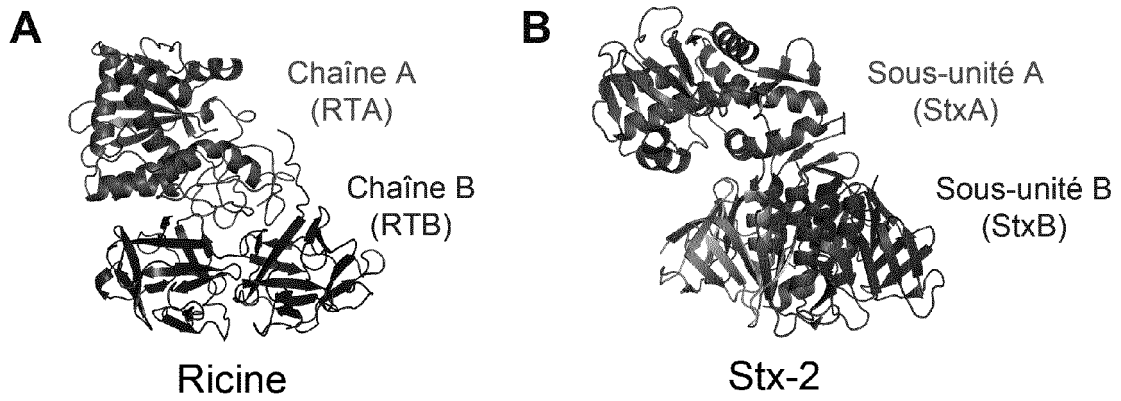 A
Chaîne A
(RTA)
Chaîne B
(RTB)
Ricine
B
Sous-unité A
(StxA)
Sous-unité B
(StxB)
Stx-2